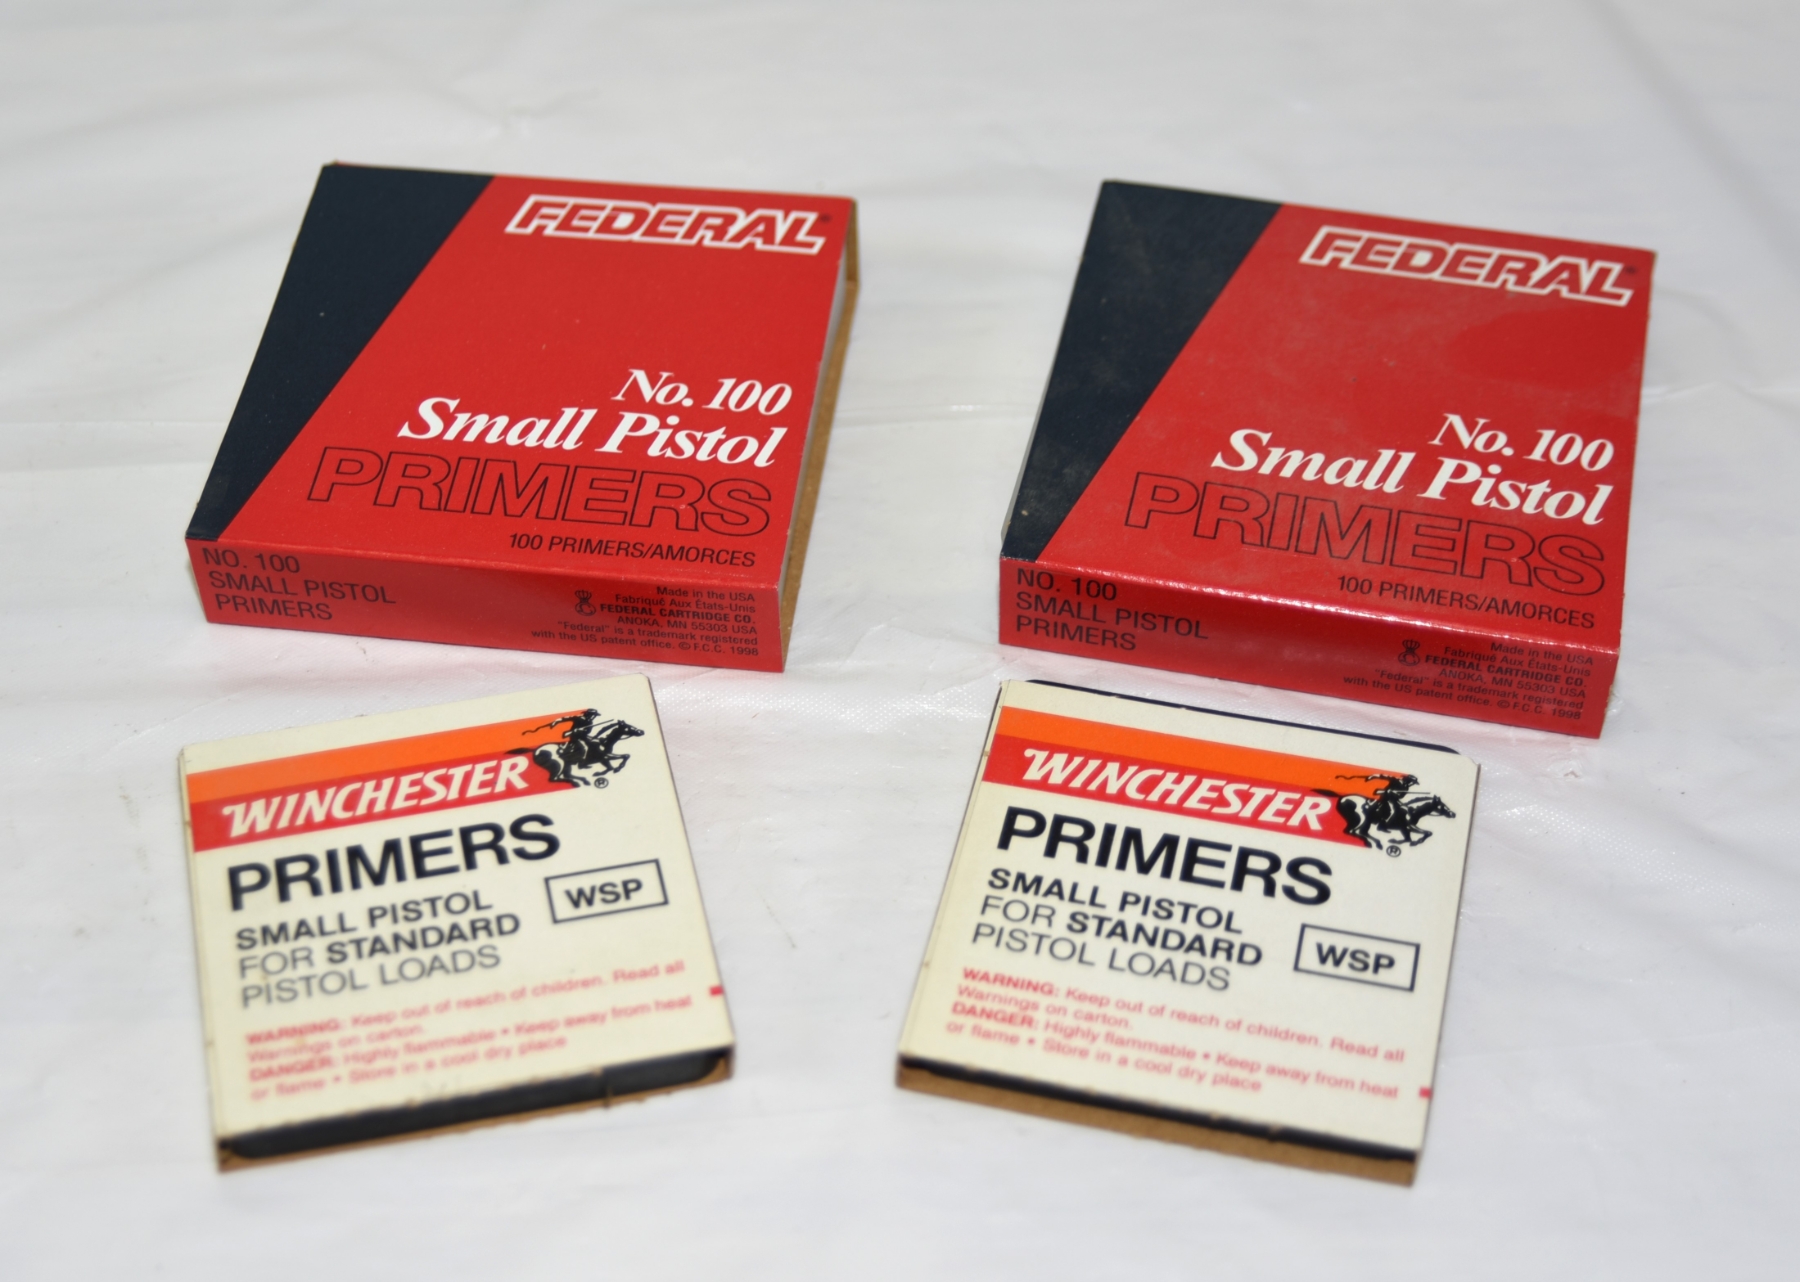 FEDERAL®
No. 100
Small Pistol
PRIMERS
100 PRIMERS/AMORCES
NO. 100
SMALL PISTOL
PRIMERS
Made in the USA
Fabriqué Aux États-Unis
FEDERAL CARTRIDGE CO.
ANOKA, MN 55303 USA
"Federal" is a trademark registered
with the US patent office. © F.C.C. 1998
FEDERAL®
No. 100
Small Pistol
PRIMERS
100 PRIMERS/AMORCES
NO. 100
SMALL PISTOL
PRIMERS
Made in the USA
Fabriqué Aux États-Unis
FEDERAL CARTRIDGE CO.
ANOKA, MN 55303 USA
"Federal" is a trademark registered
with the US patent office. © F.C.C. 1998
WINCHESTER®
PRIMERS
SMALL PISTOL
FOR STANDARD
PISTOL LOADS
WSP
WARNING: Keep out of reach of children. Read all
Warnings on carton.
DANGER: Highly flammable • Keep away from heat
or flame • Store in a cool dry place
WINCHESTER®
PRIMERS
SMALL PISTOL
FOR STANDARD
PISTOL LOADS
WSP
WARNING: Keep out of reach of children. Read all
Warnings on carton.
DANGER: Highly flammable • Keep away from heat
or flame • Store in a cool dry place